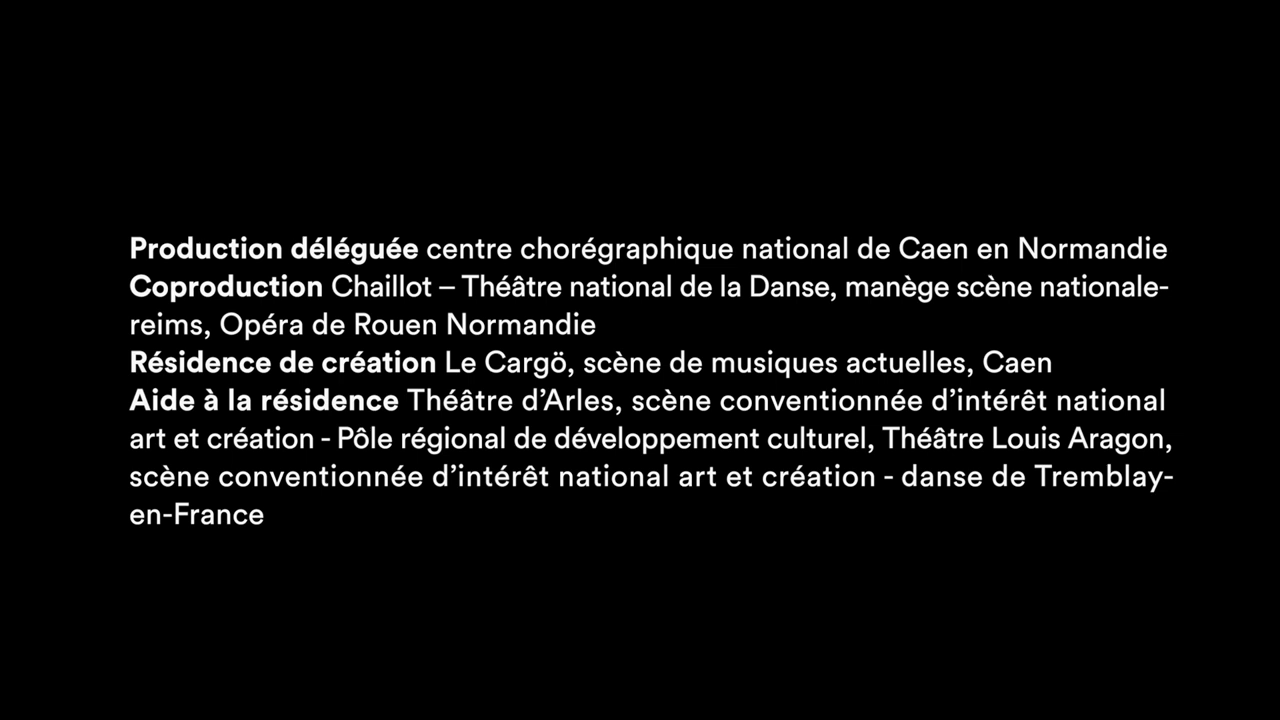 Production déléguée centre chorégraphique national de Caen en Normandie
Coproduction Chaillot – Théâtre national de la Danse, manège scène nationale-
reims, Opéra de Rouen Normandie
Résidence de création Le Cargö, scène de musiques actuelles, Caen
Aide à la résidence Théâtre d’Arles, scène conventionnée d’intérêt national
art et création - Pôle régional de développement culturel, Théâtre Louis Aragon,
scène conventionnée d’intérêt national art et création - danse de Tremblay-
en-France